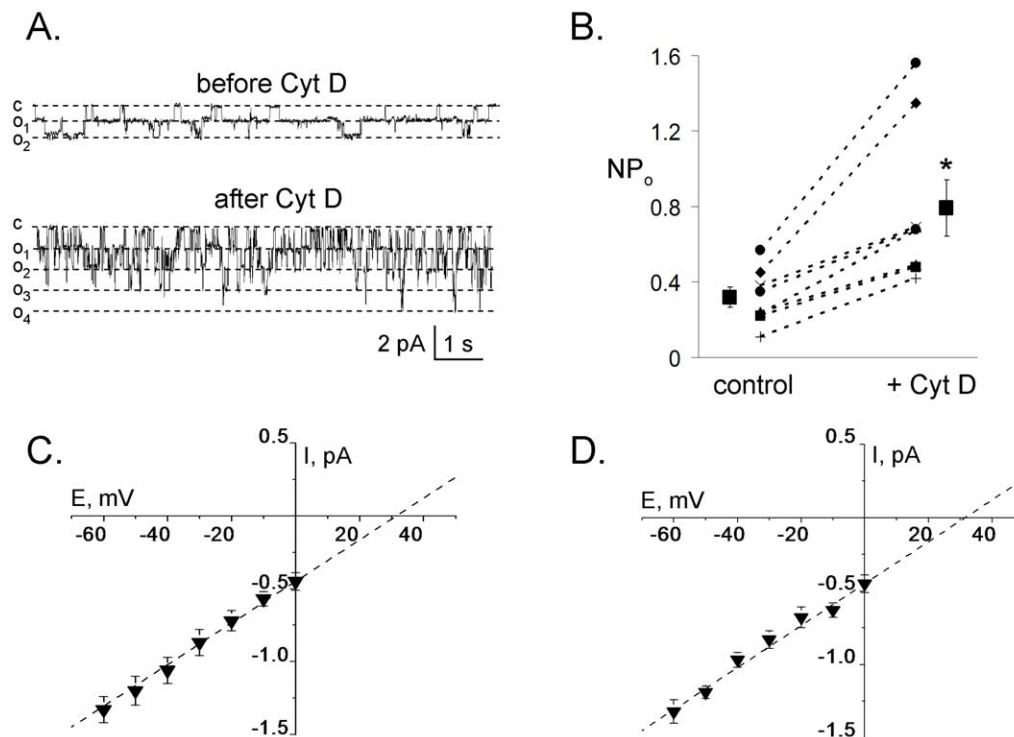 A.
before Cyt D
c
o1
o2
after Cyt D
c
o1
o2
o3
o4
2 pA
1 s
B.
1.6
1.2
NPo
0.8
0.4
0
*
control
+ Cyt D
C.
0.5
I, pA
E, mV
-60 -40 -20 20 40
-0.5
-1.0
-1.5
D.
0.5
I, pA
E, mV
-60 -40 -20 20 40
-0.5
-1.0
-1.5